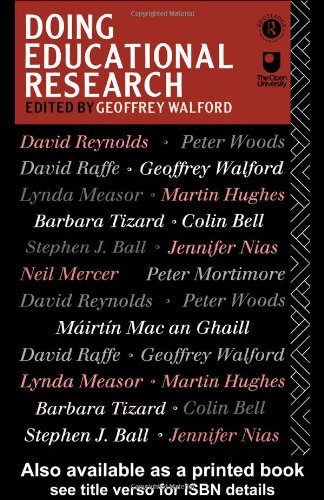 DOING
EDUCATIONAL
RESEARCH
EDITED BY GEOFFREY WALFORD
ROUTLEDGE
R
The Open
University
David Reynolds · Peter Woods
David Raffe · Geoffrey Walford
Lynda Measor · Martin Hughes
Barbara Tizard · Colin Bell
Stephen J. Ball · Jennifer Nias
Neil Mercer · Peter Mortimore
David Reynolds · Peter Woods
Máirtín Mac an Ghaill
David Raffe · Geoffrey Walford
Lynda Measor · Martin Hughes
Barbara Tizard · Colin Bell
Stephen J. Ball · Jennifer Nias
Also available as a printed book
see title verso for ISBN details